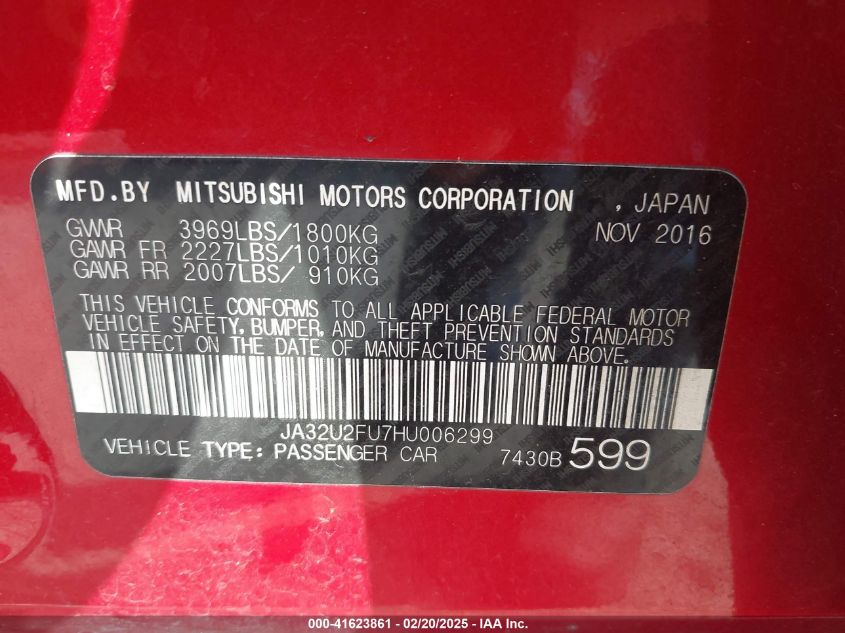 MFD.BY MITSUBISHI MOTORS CORPORATION , JAPAN
GVWR 3969LBS/1800KG NOV 2016
GAWR FR 2227LBS/1010KG
GAWR RR 2007LBS/ 910KG
THIS VEHICLE CONFORMS TO ALL APPLICABLE FEDERAL MOTOR
VEHICLE SAFETY, BUMPER, AND THEFT PREVENTION STANDARDS
IN EFFECT ON THE DATE OF MANUFACTURE SHOWN ABOVE.
JA32U2FU7HU006299
VEHICLE TYPE: PASSENGER CAR 7430B 599
000-41623861 - 02/20/2025 - IAA Inc.